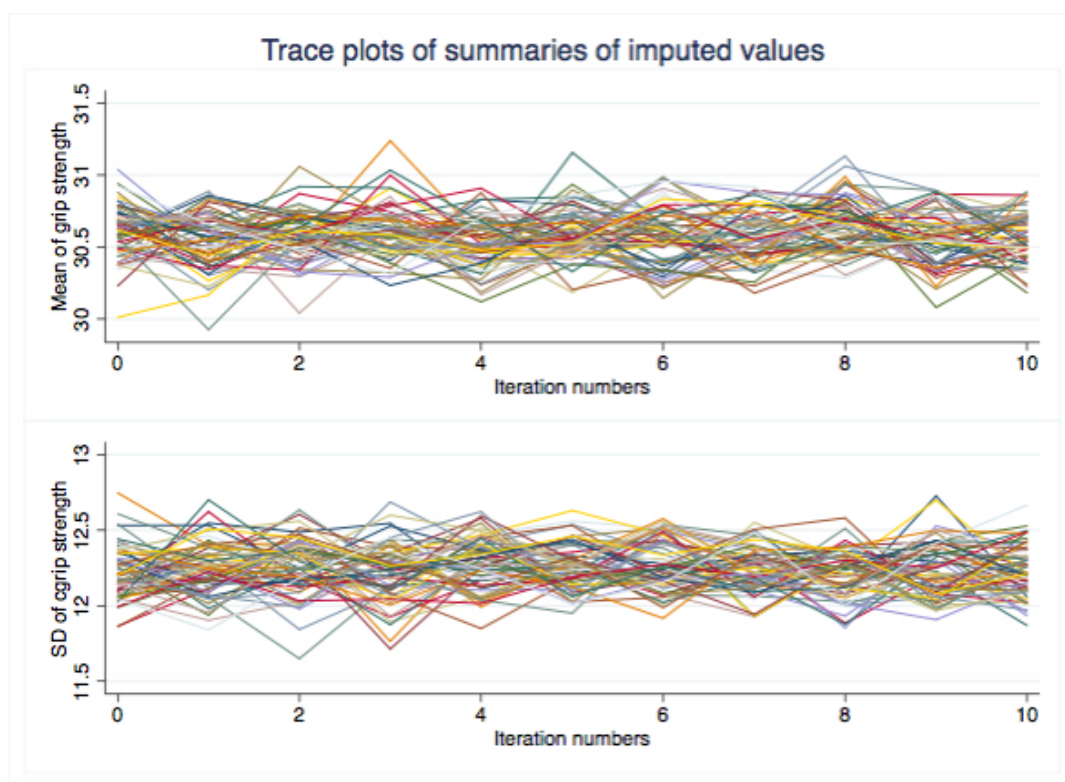 Trace plots of summaries of imputed values
Mean of grip strength
31.5
31
30.5
30
0 2 4 6 8 10
Iteration numbers
SD of cgrip strength
13
12.5
12
11.5
0 2 4 6 8 10
Iteration numbers